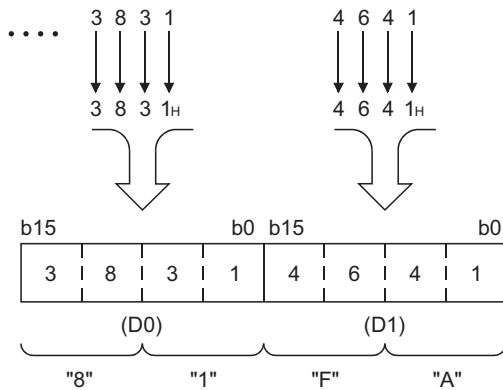 •••• 3 8 3 1 4 6 4 1
3 8 3 1H 4 6 4 1H
b15 b0 b15 b0
3 8 3 1 4 6 4 1
(D0) (D1)
"8" "1" "F" "A"